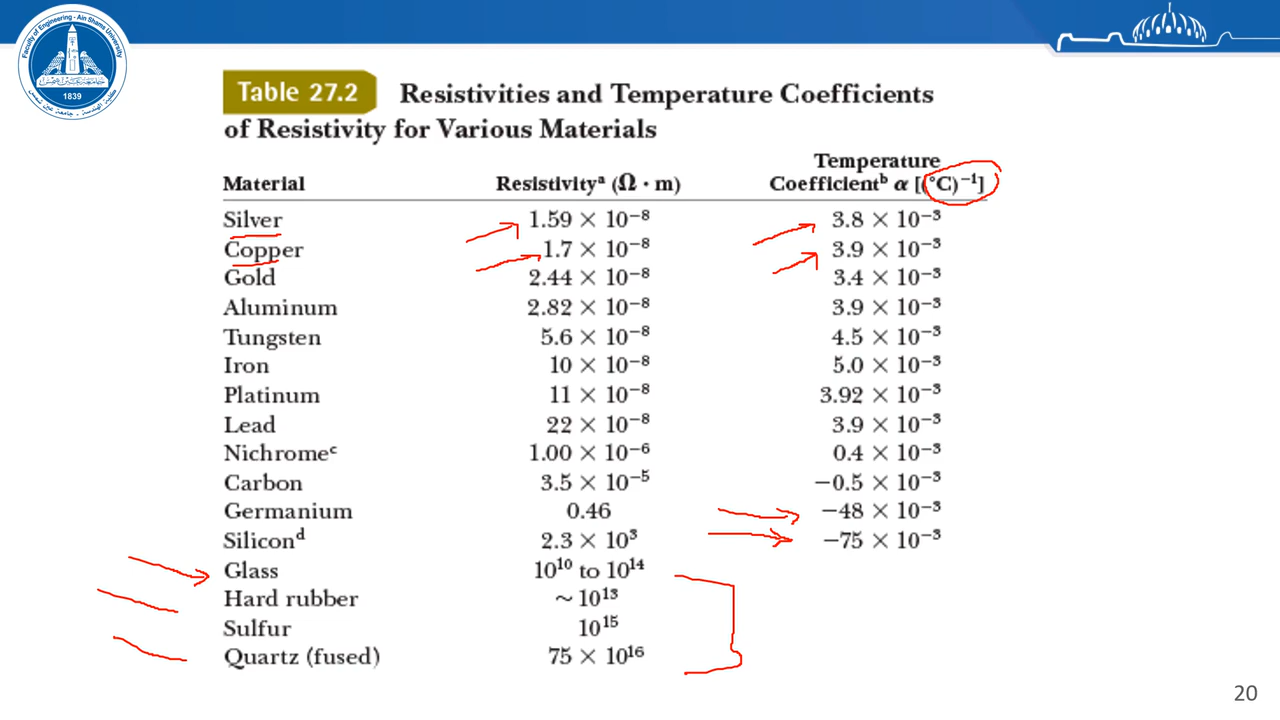 Faculty of Engineering - Ain Shams University
1839
Table 27.2 Resistivities and Temperature Coefficients
of Resistivity for Various Materials
Material Resistivityᵃ (Ω · m) Temperature Coefficientᵇ α [(°C)⁻¹]
Silver 1.59 × 10⁻⁸ 3.8 × 10⁻³
Copper 1.7 × 10⁻⁸ 3.9 × 10⁻³
Gold 2.44 × 10⁻⁸ 3.4 × 10⁻³
Aluminum 2.82 × 10⁻⁸ 3.9 × 10⁻³
Tungsten 5.6 × 10⁻⁸ 4.5 × 10⁻³
Iron 10 × 10⁻⁸ 5.0 × 10⁻³
Platinum 11 × 10⁻⁸ 3.92 × 10⁻³
Lead 22 × 10⁻⁸ 3.9 × 10⁻³
Nichromeᶜ 1.00 × 10⁻⁶ 0.4 × 10⁻³
Carbon 3.5 × 10⁻⁵ −0.5 × 10⁻³
Germanium 0.46 −48 × 10⁻³
Siliconᵈ 2.3 × 10³ −75 × 10⁻³
Glass 10¹⁰ to 10¹⁴
Hard rubber ~ 10¹³
Sulfur 10¹⁵
Quartz (fused) 75 × 10¹⁶
20